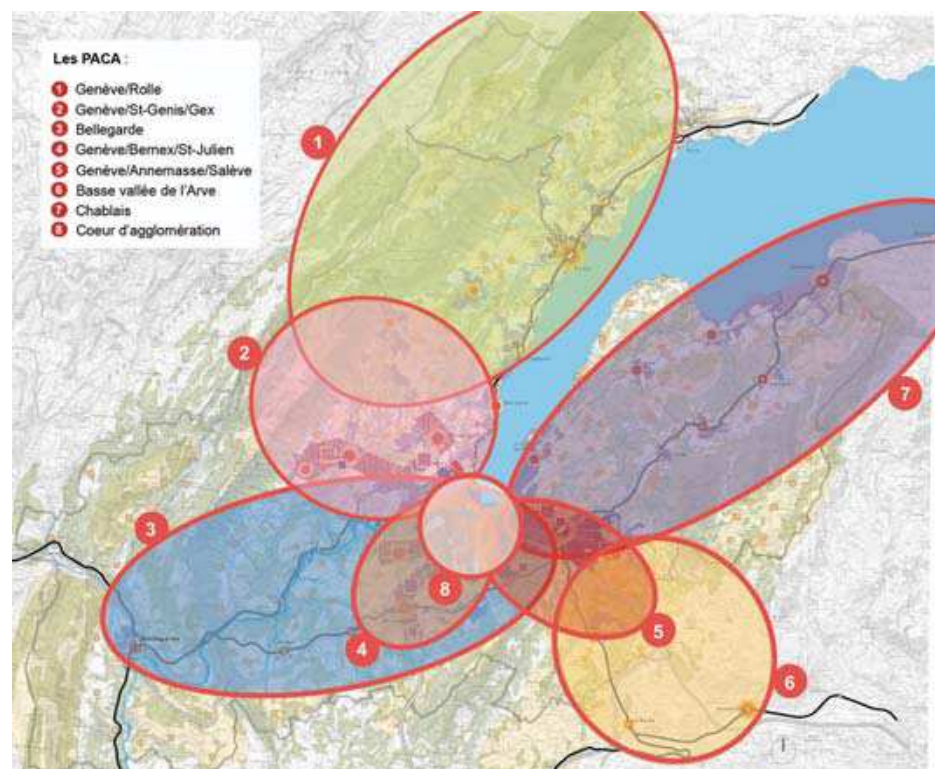 Les PACA :
1 Genève/Rolle
2 Genève/St-Genis/Gex
3 Bellegarde
4 Genève/Bernex/St-Julien
5 Genève/Annemasse/Salève
6 Basse vallée de l'Arve
7 Chablais
8 Coeur d'agglomération
1
2
7
3
8
4
5
6
Bellegarde